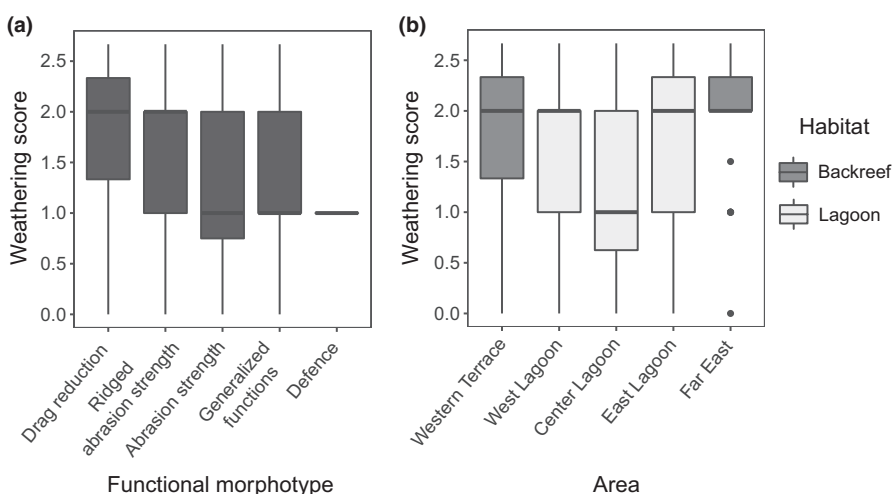 (a)
Weathering score
2.5
2.0
1.5
1.0
0.5
0.0
Drag reduction
Ridged
abrasion strength
Abrasion strength
Generalized
functions
Defence
Functional morphotype
(b)
Weathering score
2.5
2.0
1.5
1.0
0.5
0.0
Western Terrace
West Lagoon
Center Lagoon
East Lagoon
Far East
Area
Habitat
Backreef
Lagoon